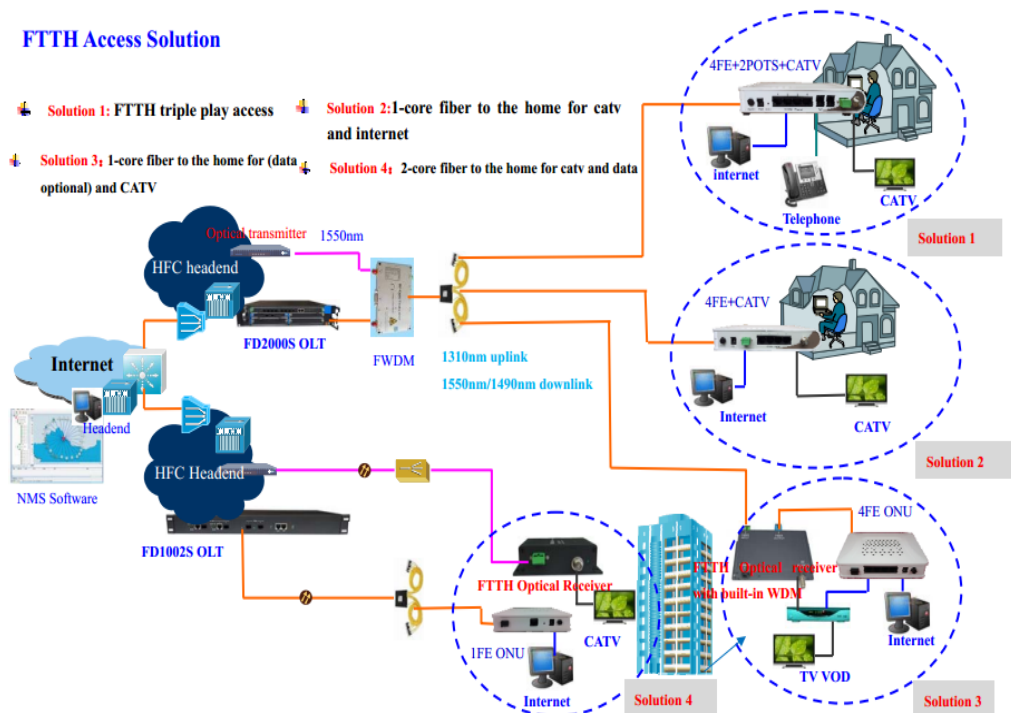 FTTH Access Solution
Solution 1: FTTH triple play access
Solution 2:1-core fiber to the home for catv
and internet
Solution 3：1-core fiber to the home for (data
optional) and CATV
Solution 4： 2-core fiber to the home for catv and data
4FE+2POTS+CATV
internet
Telephone
CATV
Solution 1
Optical transmitter
1550nm
HFC headend
FD2000S OLT
FWDM
1310nm uplink
1550nm/1490nm downlink
4FE+CATV
Internet
CATV
Solution 2
Internet
Headend
NMS Software
HFC Headend
FD1002S OLT
FTTH Optical Receiver
1FE ONU
CATV
Internet
Solution 4
4FE ONU
FTTH Optical receiver
with built-in WDM
Internet
TV VOD
Solution 3